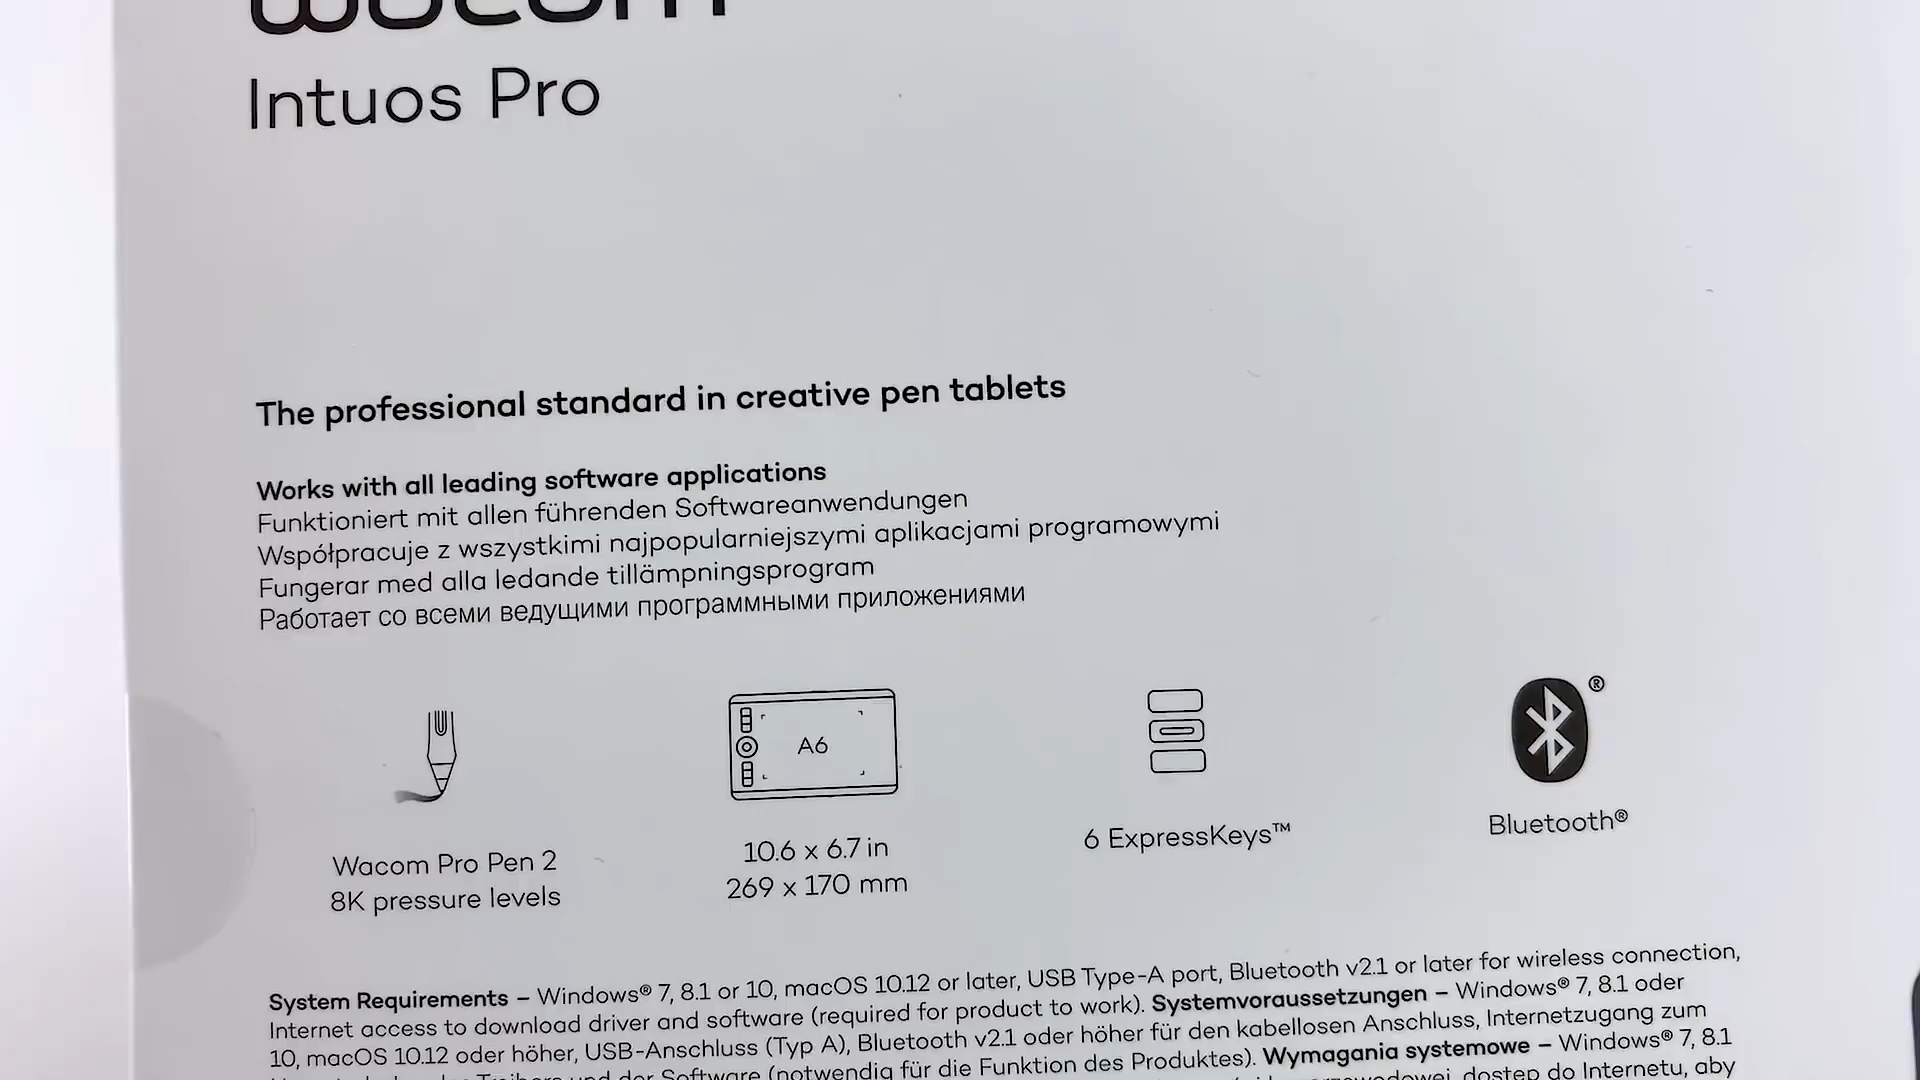 wacom
Intuos Pro
The professional standard in creative pen tablets
Works with all leading software applications
Funktioniert mit allen führenden Softwareanwendungen
Współpracuje z wszystkimi najpopularniejszymi aplikacjami programowymi
Fungerar med alla ledande tillämpningsprogram
Работает со всеми ведущими программными приложениями
A6
®
Wacom Pro Pen 2
8K pressure levels
10.6 x 6.7 in
269 x 170 mm
6 ExpressKeys™
Bluetooth®
System Requirements – Windows® 7, 8.1 or 10, macOS 10.12 or later, USB Type-A port, Bluetooth v2.1 or later for wireless connection,
Internet access to download driver and software (required for product to work). Systemvoraussetzungen – Windows® 7, 8.1 oder
10, macOS 10.12 oder höher, USB-Anschluss (Typ A), Bluetooth v2.1 oder höher für den kabellosen Anschluss, Internetzugang zum
und der Software (notwendig für die Funktion des Produktes). Wymagania systemowe – Windows® 7, 8.1
dostęp do Internetu, aby